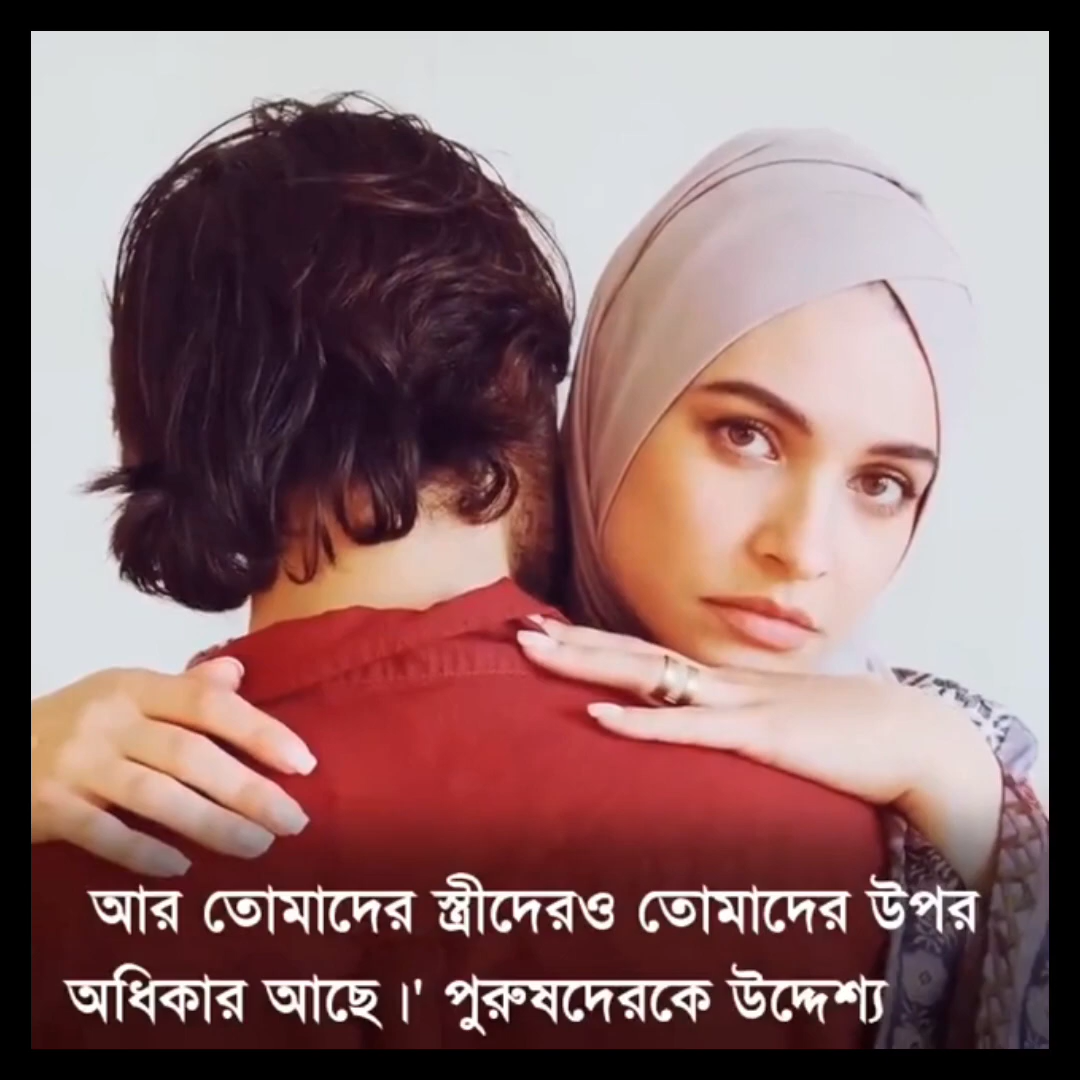 আর তোমাদের স্ত্রীদেরও তোমাদের উপর
অধিকার আছে।' পুরুষদেরকে উদ্দেশ্য